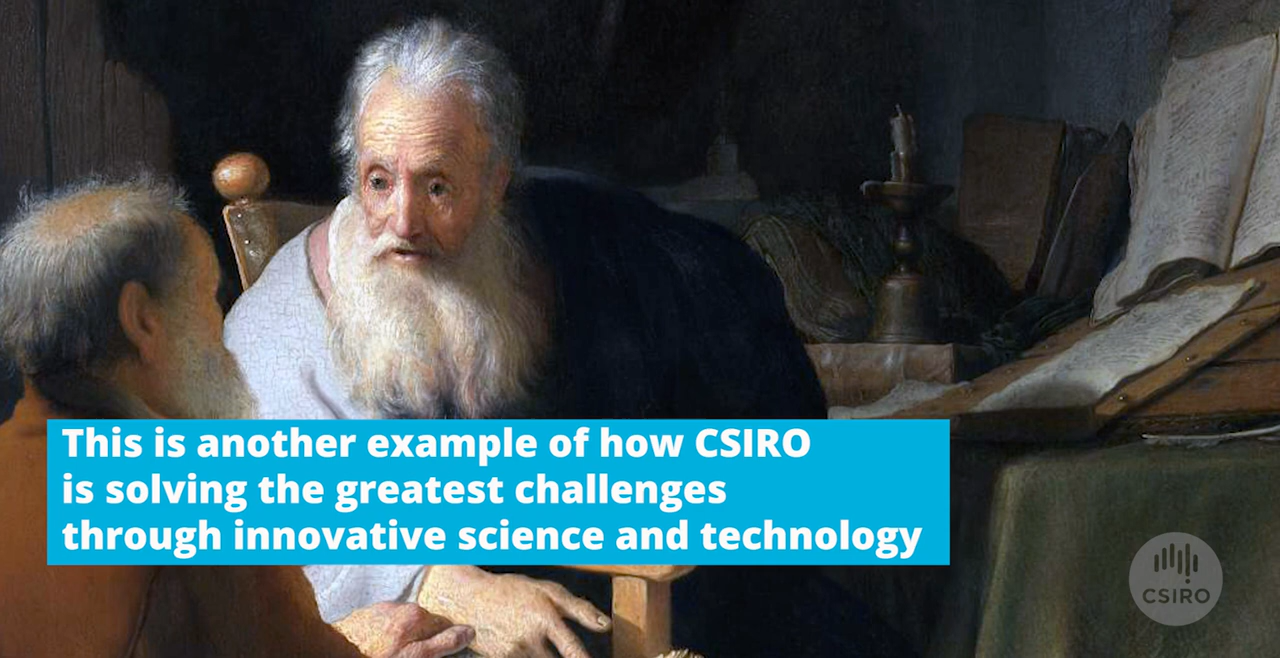 This is another example of how CSIRO
is solving the greatest challenges
through innovative science and technology
CSIRO